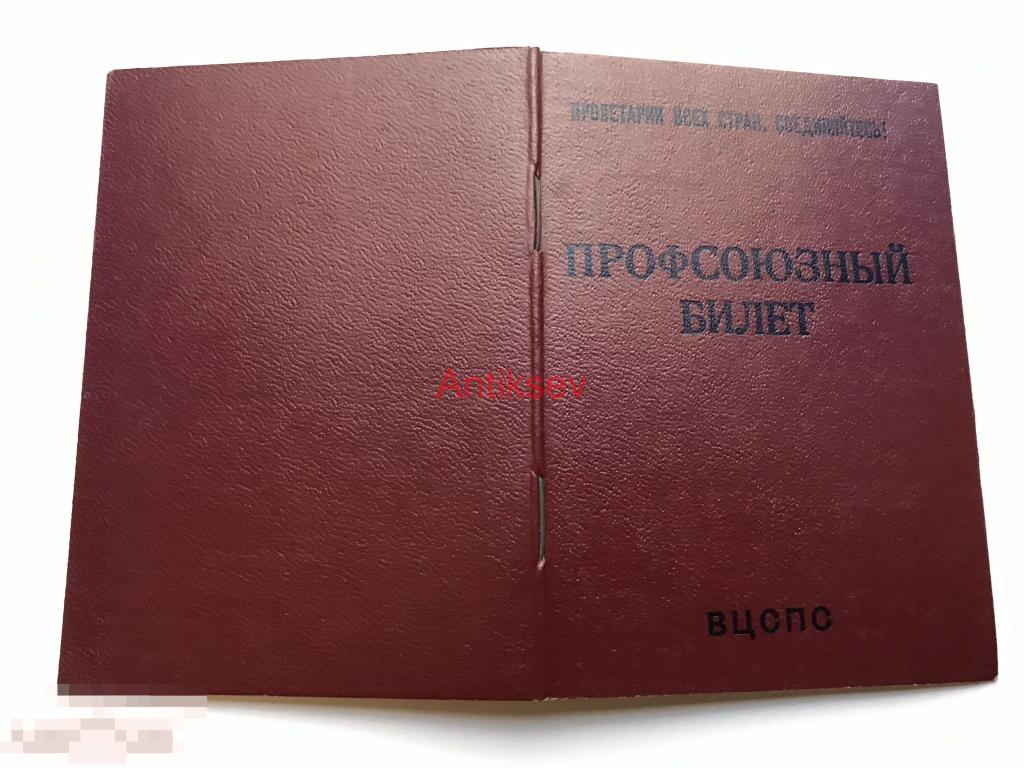 ПРОЛЕТАРИИ ВСЕХ СТРАН, СОЕДИНЯЙТЕСЬ!
ПРОФСОЮЗНЫЙ
БИЛЕТ
Antiksev
ВЦСПС